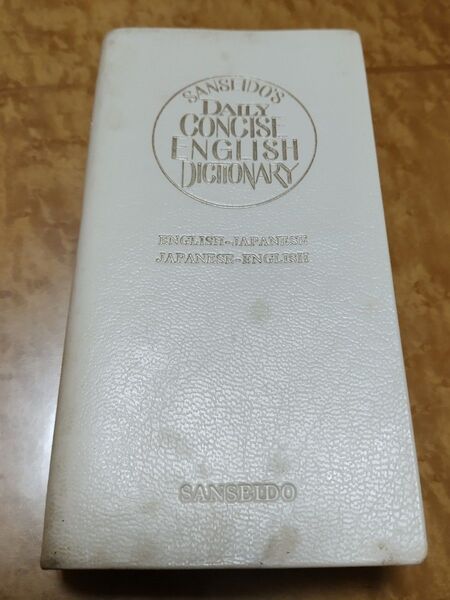 SANSEIDO'S
DAILY
CONCISE
ENGLISH
DICTIONARY
ENGLISH-JAPANESE
JAPANESE-ENGLISH
SANSEIDO